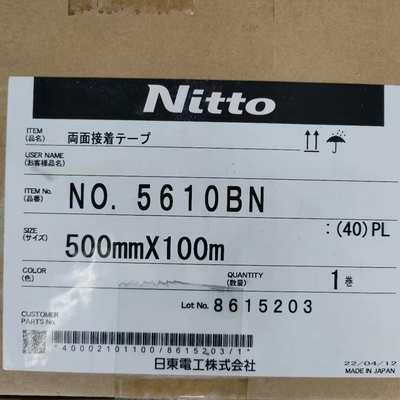 Nitto
ITEM
(品名)
両面接着テープ
USER NAME
(お客様品名)
ITEM No.
(品番)
NO. 5610BN
: (40) PL
SIZE
(サイズ)
500mmX100m
COLOR
(色)
QUANTITY
(数量)
1巻
Lot No. 8615203
CUSTOMER
PARTS No.
*40002101100/8615203/1*
日東電工株式会社
22/04/12
MADE IN JAPAN